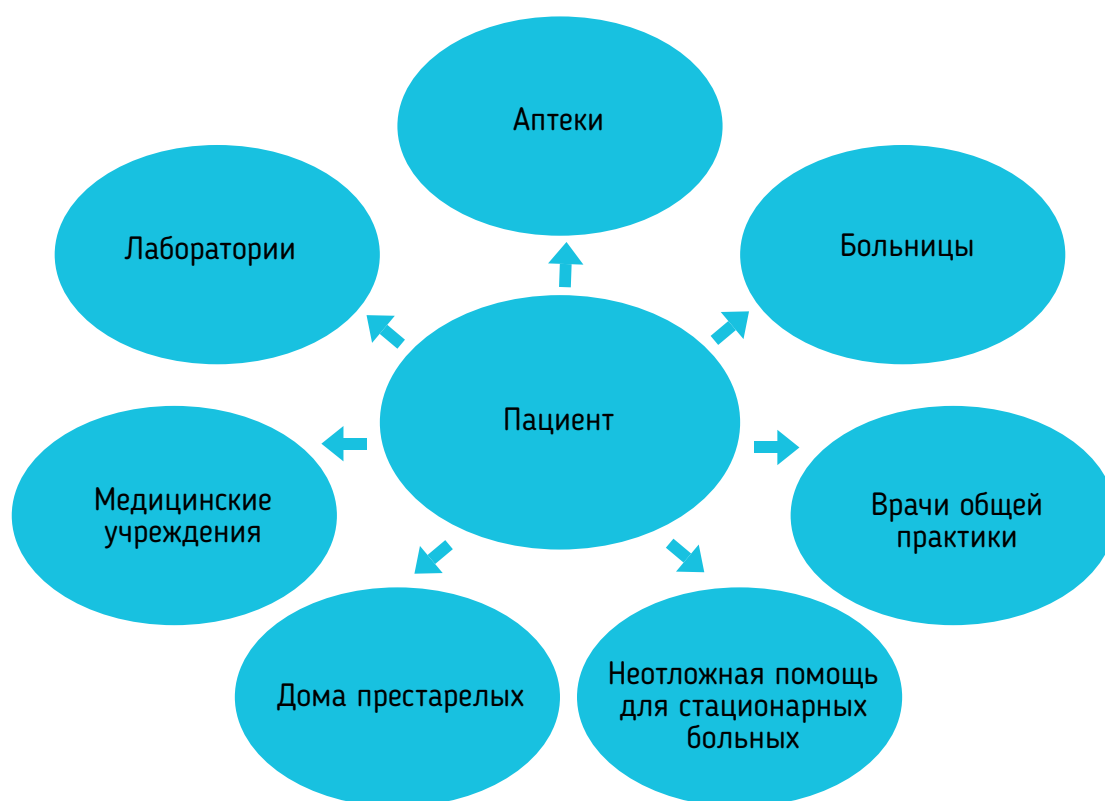 Аптеки
Лаборатории
Больницы
Пациент
Медицинские
учреждения
Врачи общей
практики
Дома престарелых
Неотложная помощь
для стационарных
больных